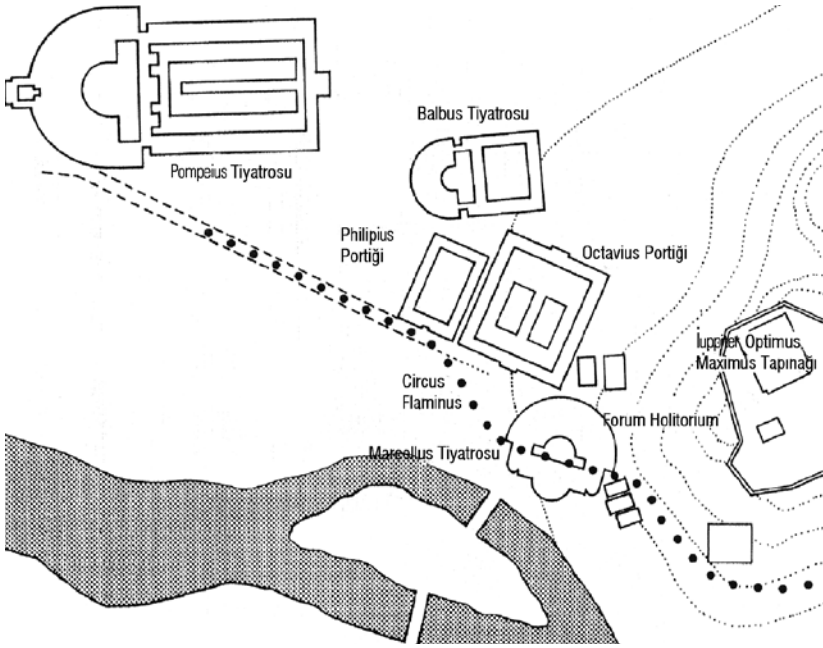 Balbus Tiyatrosu
Pompeius Tiyatrosu
Philipius
Portiği
Octavius Portiği
Iuppiter Optimus
Maximus Tapınağı
Circus
Flaminus
Forum Holitorium
Marcellus Tiyatrosu